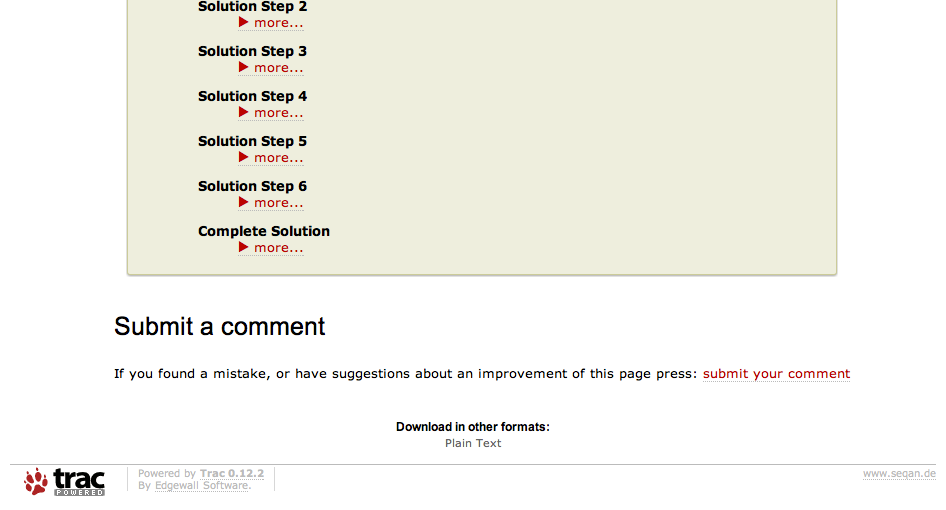 Solution Step 2
▶ more...
Solution Step 3
▶ more...
Solution Step 4
▶ more...
Solution Step 5
▶ more...
Solution Step 6
▶ more...
Complete Solution
▶ more...
Submit a comment
If you found a mistake, or have suggestions about an improvement of this page press: submit your comment
Download in other formats:
Plain Text
trac
POWERED
Powered by Trac 0.12.2
By Edgewall Software.
www.seqan.de